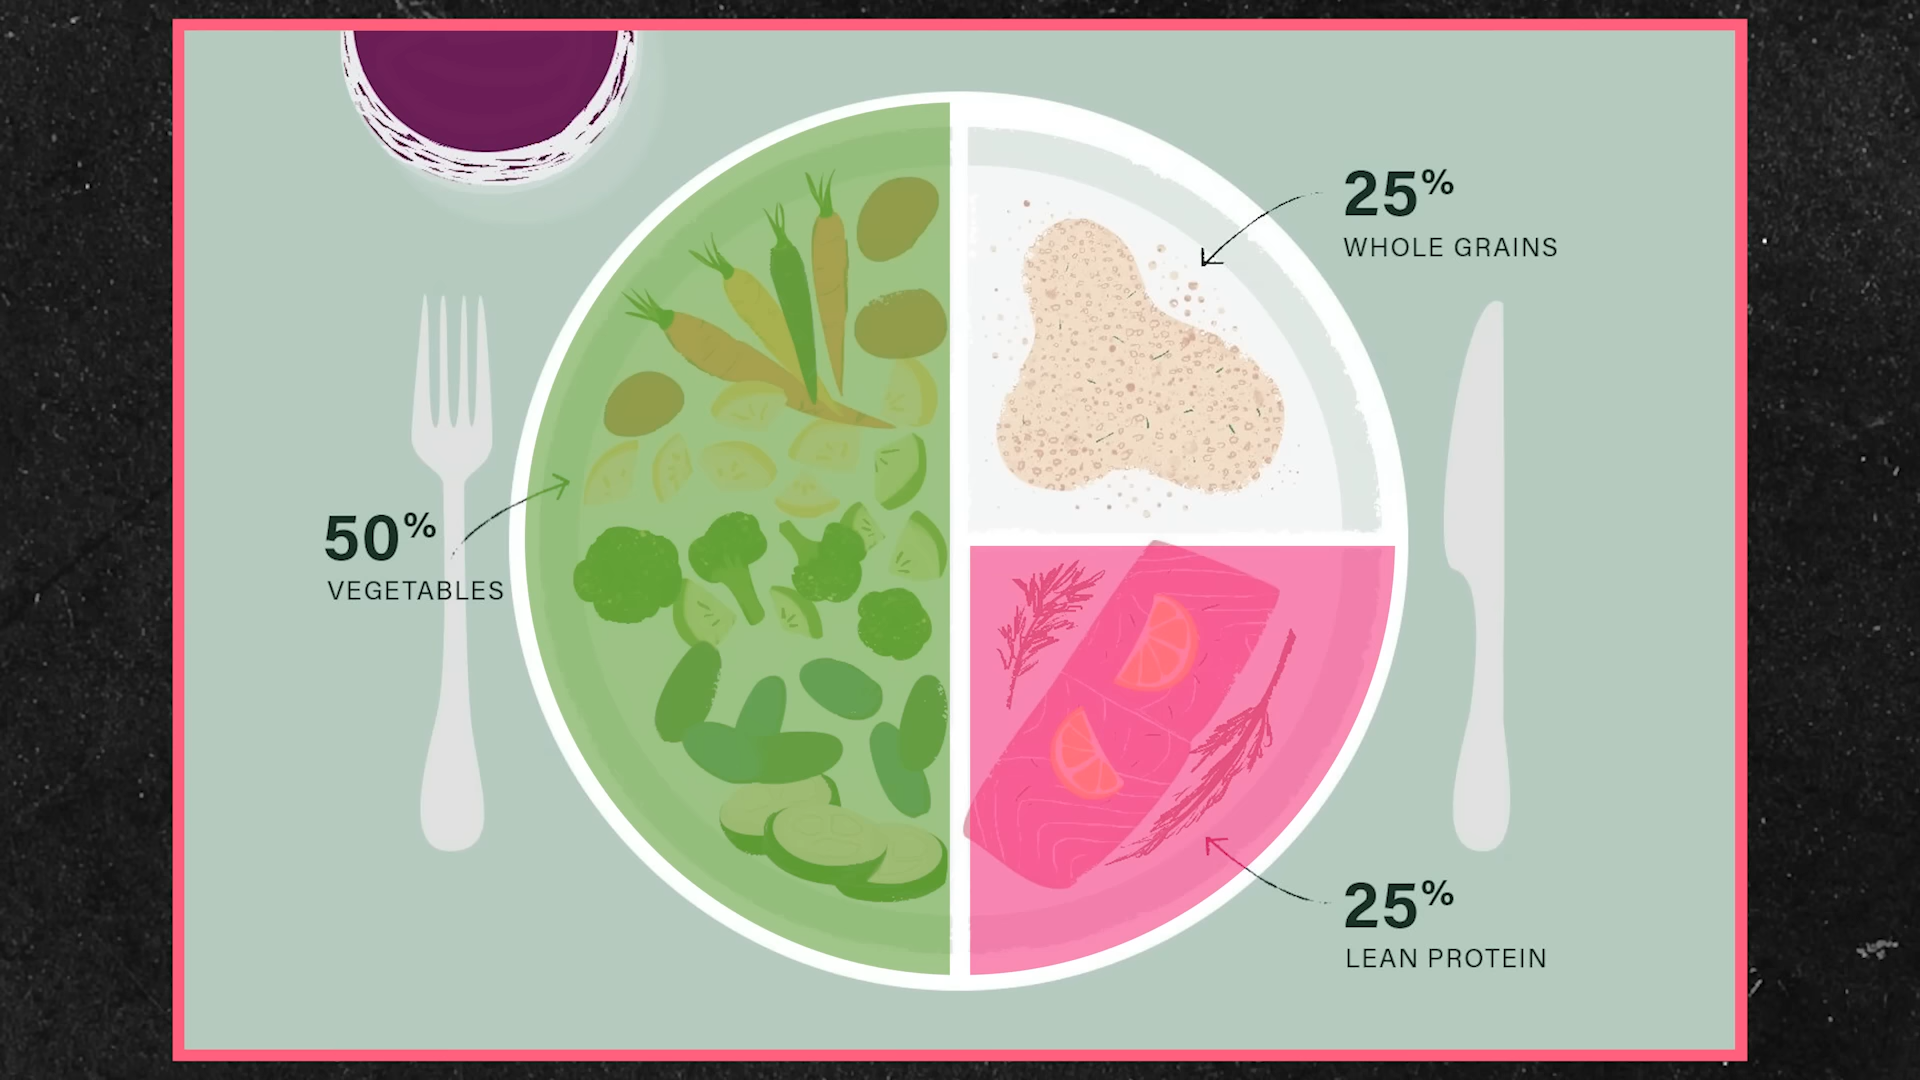 25%
WHOLE GRAINS
50%
VEGETABLES
25%
LEAN PROTEIN